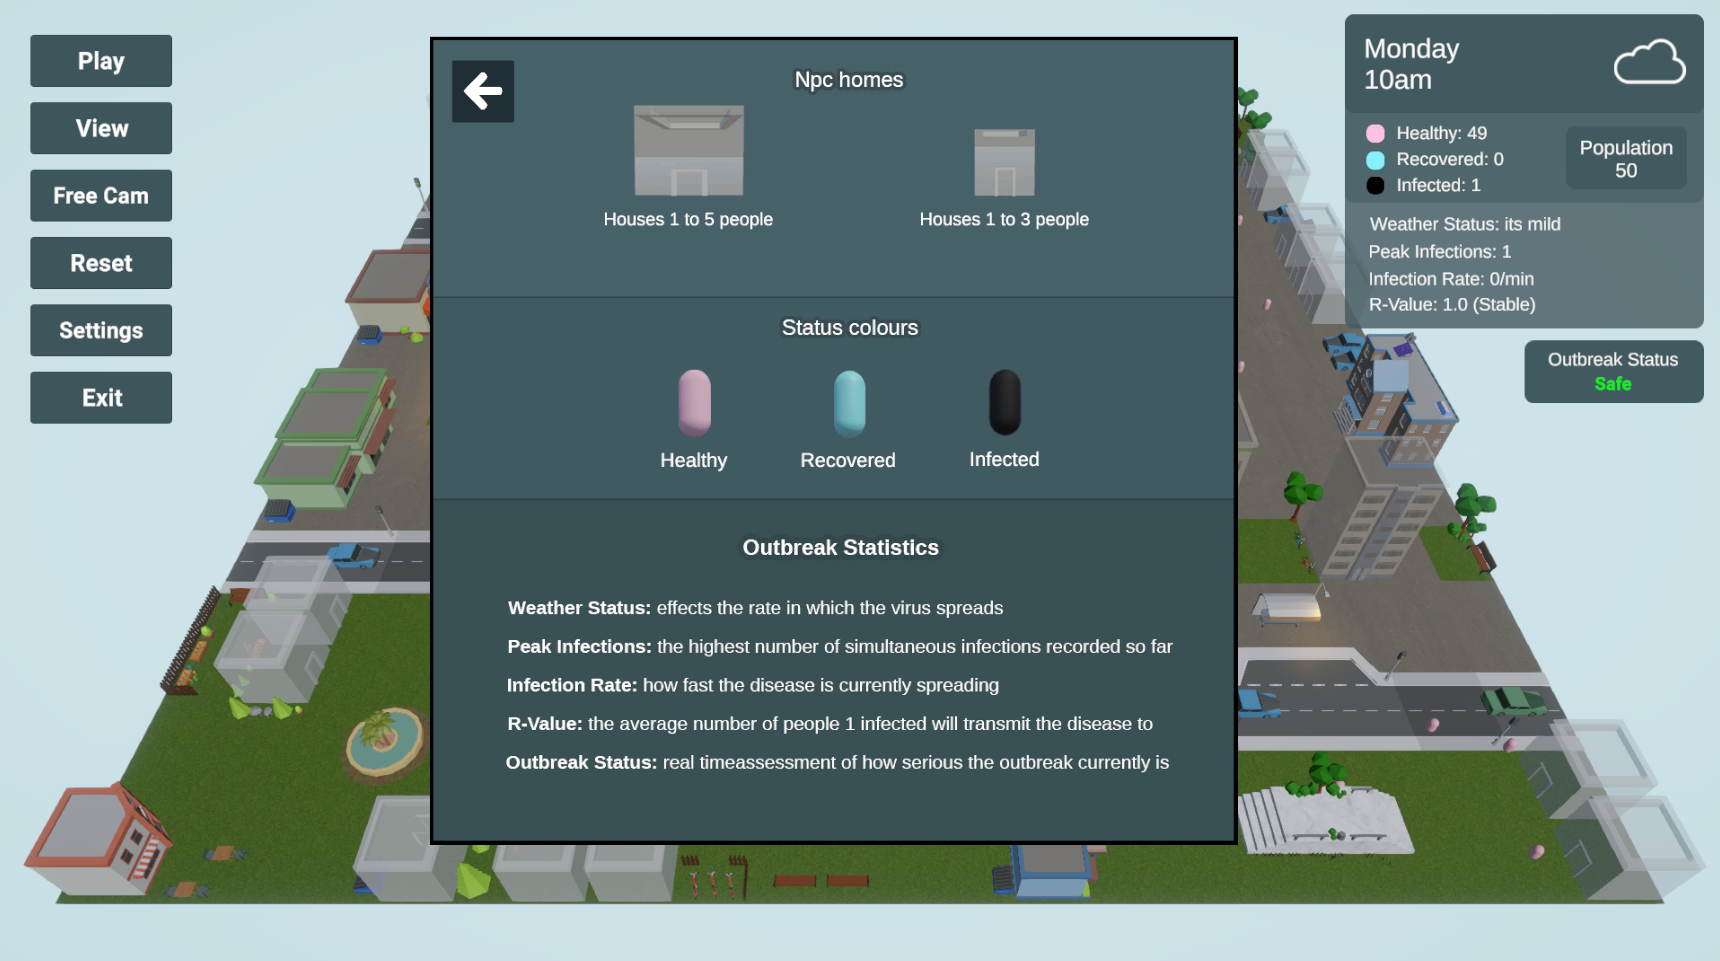 Play
View
Free Cam
Reset
Settings
Exit
Npc homes
Houses 1 to 5 people
Houses 1 to 3 people
Status colours
Healthy
Recovered
Infected
Outbreak Statistics
Weather Status: effects the rate in which the virus spreads
Peak Infections: the highest number of simultaneous infections recorded so far
Infection Rate: how fast the disease is currently spreading
R-Value: the average number of people 1 infected will transmit the disease to
Outbreak Status: real timeassessment of how serious the outbreak currently is
Monday
10am
Healthy: 49
Recovered: 0
Infected: 1
Population
50
Weather Status: its mild
Peak Infections: 1
Infection Rate: 0/min
R-Value: 1.0 (Stable)
Outbreak Status
Safe